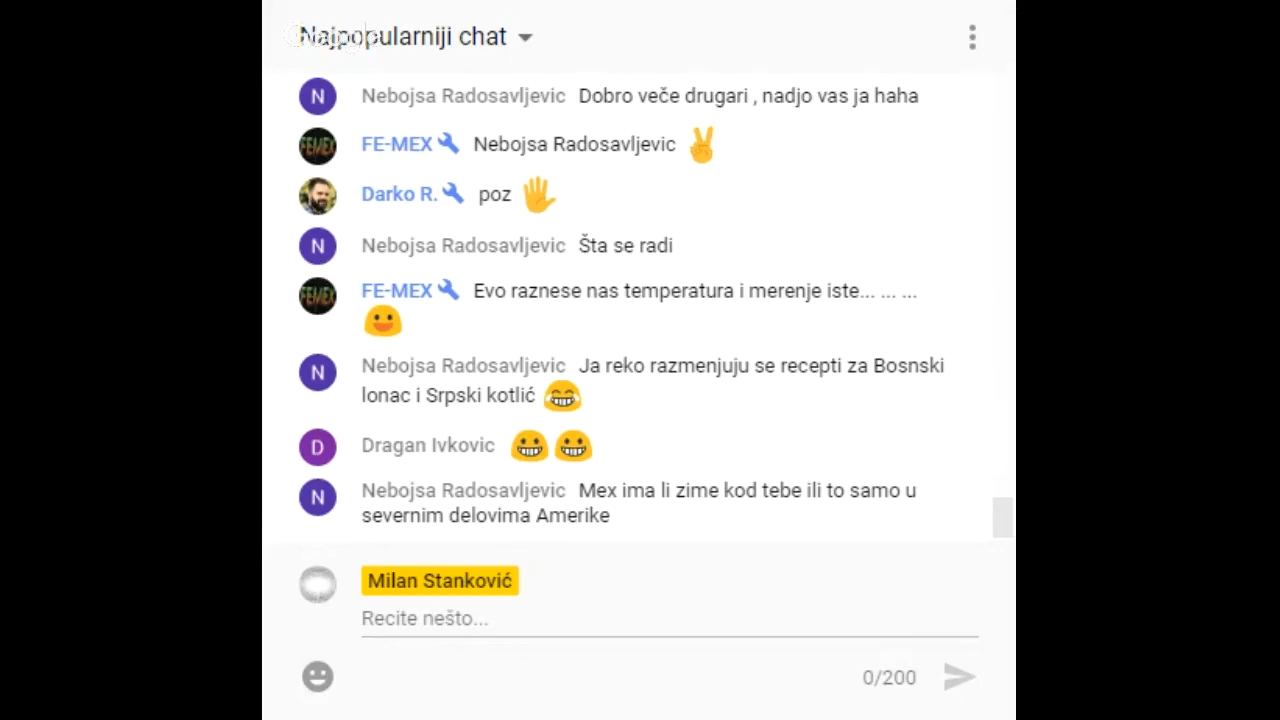 Najpopularniji chat
Google
N Nebojsa Radosavljevic Dobro veče drugari , nadjo vas ja haha
FEMEX FE-MEX Nebojsa Radosavljevic ✌
Darko R. poz 🖐
N Nebojsa Radosavljevic Šta se radi
FEMEX FE-MEX Evo raznese nas temperatura i merenje iste... ... ...
😃
N Nebojsa Radosavljevic Ja reko razmenjuju se recepti za Bosnski
lonac i Srpski kotlić 😂
D Dragan Ivkovic 😀😀
N Nebojsa Radosavljevic Mex ima li zime kod tebe ili to samo u
severnim delovima Amerike
Milan Stanković
Recite nešto...
0/200